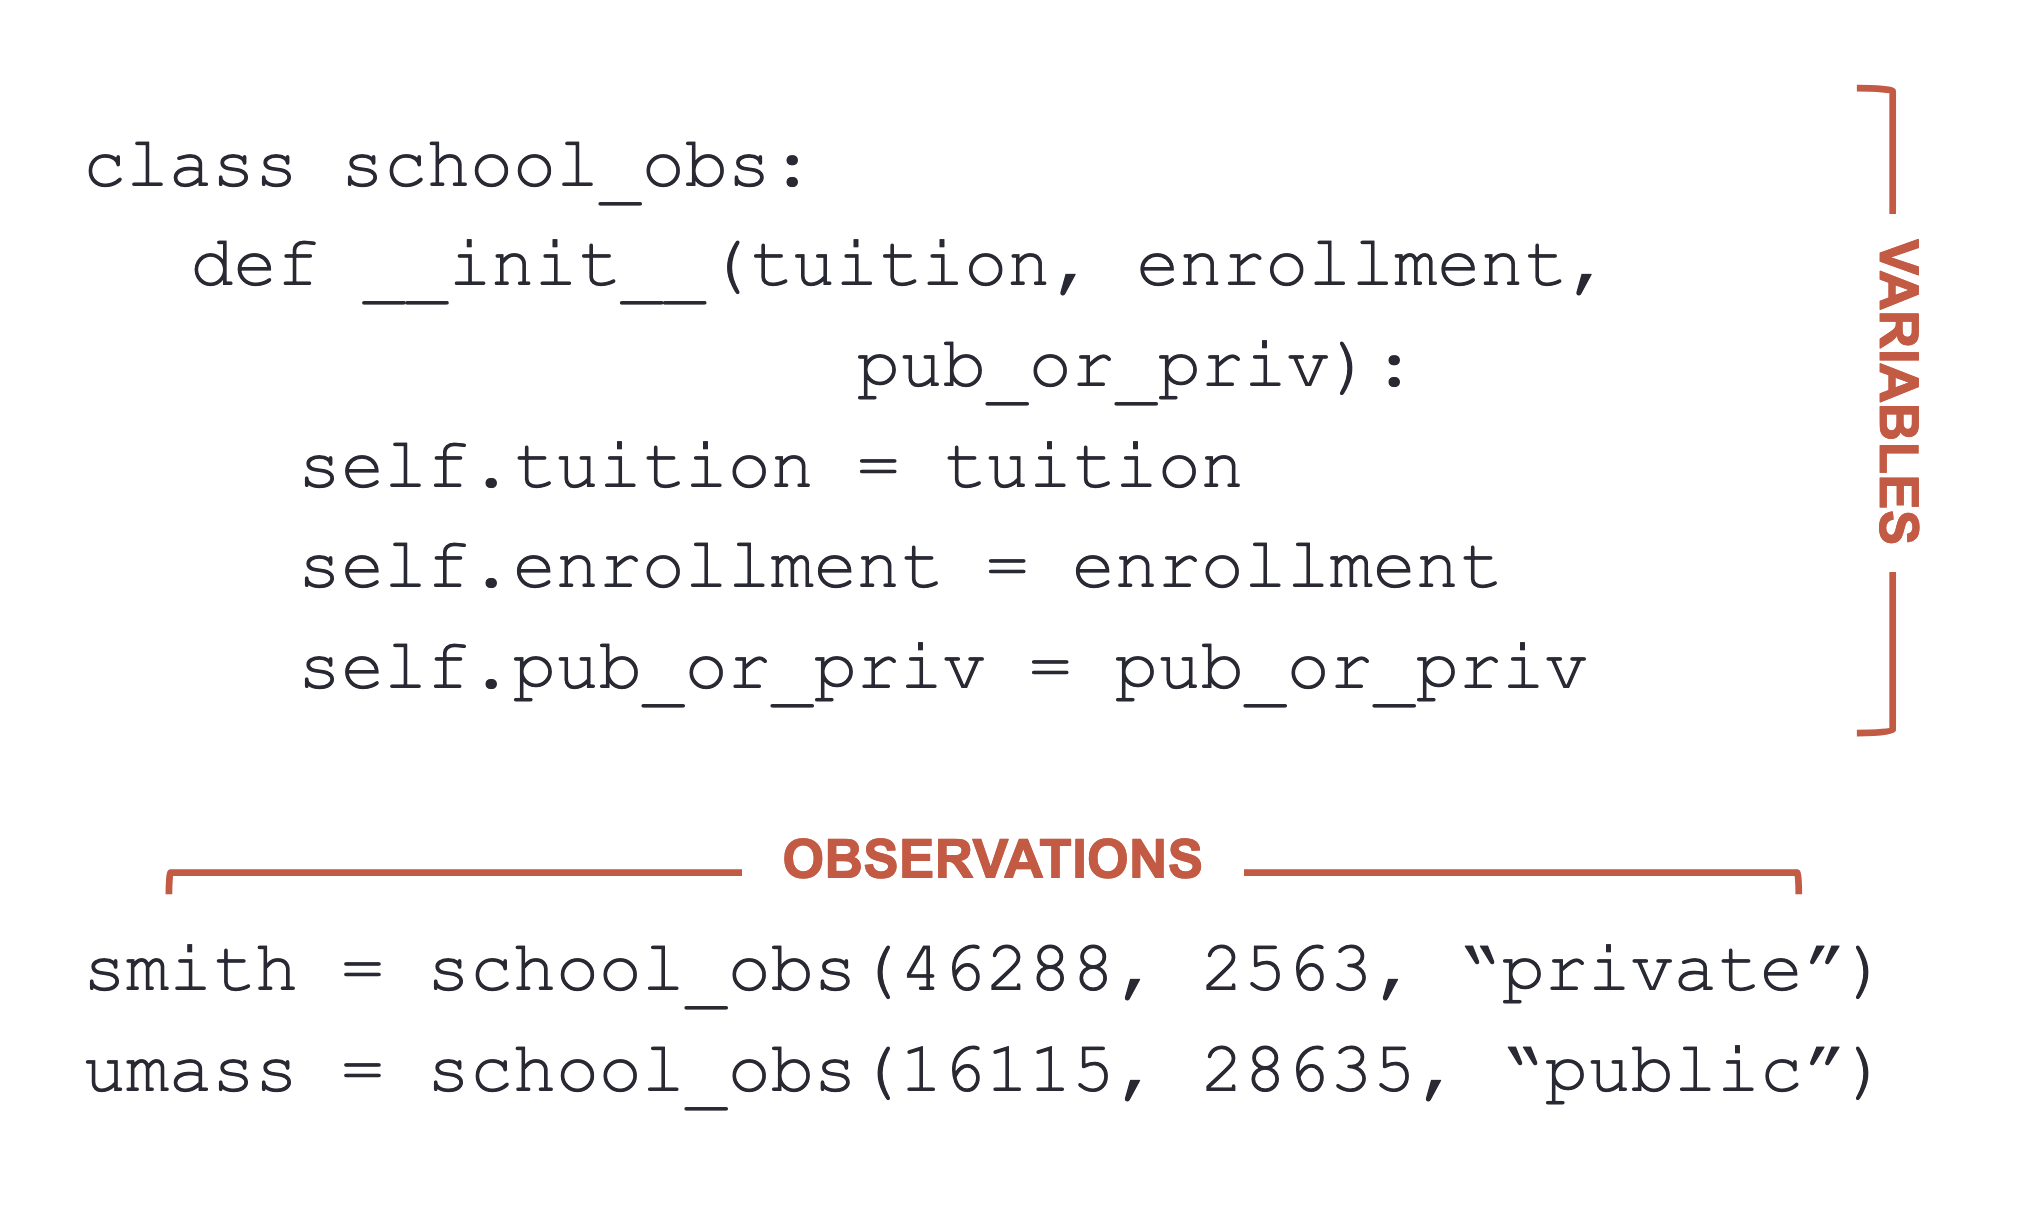 class school_obs:
def __init__(tuition, enrollment,
pub_or_priv):
self.tuition = tuition
self.enrollment = enrollment
self.pub_or_priv = pub_or_priv
VARIABLES
OBSERVATIONS
smith = school_obs(46288, 2563, “private”)
umass = school_obs(16115, 28635, “public”)